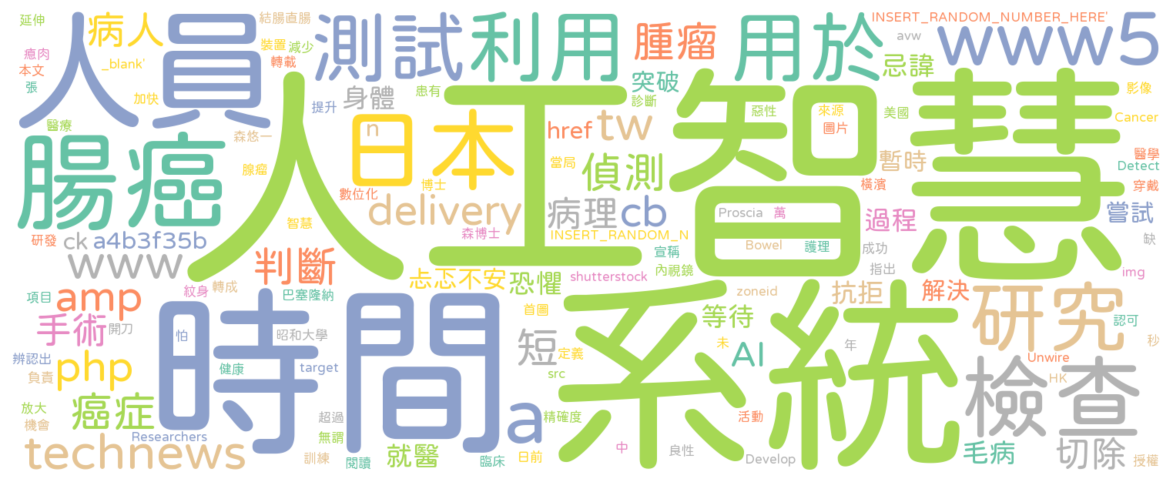 延伸 結腸直腸 INSERT_RANDOM_NUMBER_HERE'
人員 病人 測試 利用 腫瘤 用於 avw www5
瘜肉 裝置 減少 忌諱
本文 _blank' 轉載 突破
張 加快 提升 身體 患有 診斷 惡性 來源 美國 影像
醫療 森悠一 n 日本 href tw 圖片 Cancer
腸癌 人工智慧 當局 偵測 暫時 醫學
腺瘤 數位化 博士 橫濱 Detect
智慧 delivery 病理 cb Proscia 萬 過程 穿戴
研發 ck a4b3f35b 森博士 INSERT_RANDOM_N Bowel 護理 成功 嘗試
www 判斷 忐忑不安 恐懼 宣稱 內視鏡 指出 缺
項目 amp 紋身 轉成 巴塞隆納 shutterstock zoneid 抗拒 解決 img
手術 開刀 時間 昭和大學 首圖 系統 等待 研究 認可
辨認出 怕 短 定義 未 AI 年 秒
負責 php 健康 target src Unwire HK
放大 癌症 超過 精確度 活動 檢查
機會 Researchers 無謂 a
technews 訓練 閱讀 就醫 臨床 日前 中 良性 Develop 毛病 切除 授權